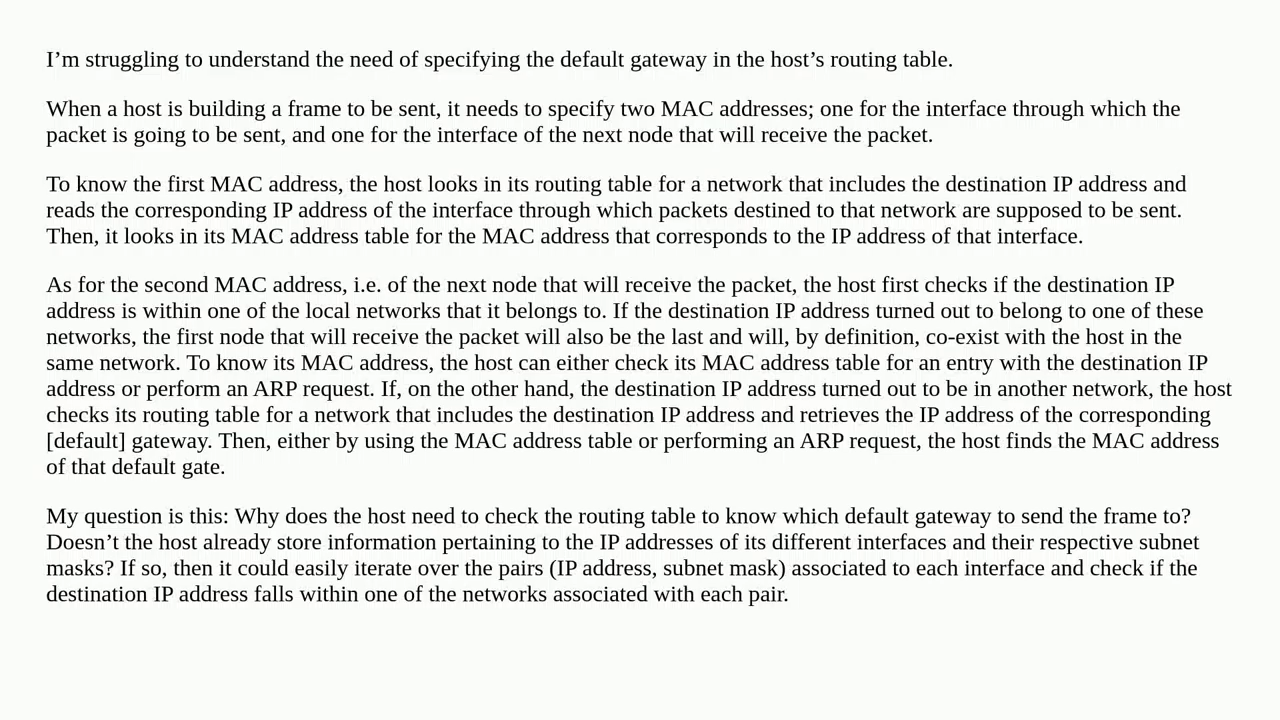 I’m struggling to understand the need of specifying the default gateway in the host’s routing table.
When a host is building a frame to be sent, it needs to specify two MAC addresses; one for the interface through which the
packet is going to be sent, and one for the interface of the next node that will receive the packet.
To know the first MAC address, the host looks in its routing table for a network that includes the destination IP address and
reads the corresponding IP address of the interface through which packets destined to that network are supposed to be sent.
Then, it looks in its MAC address table for the MAC address that corresponds to the IP address of that interface.
As for the second MAC address, i.e. of the next node that will receive the packet, the host first checks if the destination IP
address is within one of the local networks that it belongs to. If the destination IP address turned out to belong to one of these
networks, the first node that will receive the packet will also be the last and will, by definition, co-exist with the host in the
same network. To know its MAC address, the host can either check its MAC address table for an entry with the destination IP
address or perform an ARP request. If, on the other hand, the destination IP address turned out to be in another network, the host
checks its routing table for a network that includes the destination IP address and retrieves the IP address of the corresponding
[default] gateway. Then, either by using the MAC address table or performing an ARP request, the host finds the MAC address
of that default gate.
My question is this: Why does the host need to check the routing table to know which default gateway to send the frame to?
Doesn’t the host already store information pertaining to the IP addresses of its different interfaces and their respective subnet
masks? If so, then it could easily iterate over the pairs (IP address, subnet mask) associated to each interface and check if the
destination IP address falls within one of the networks associated with each pair.